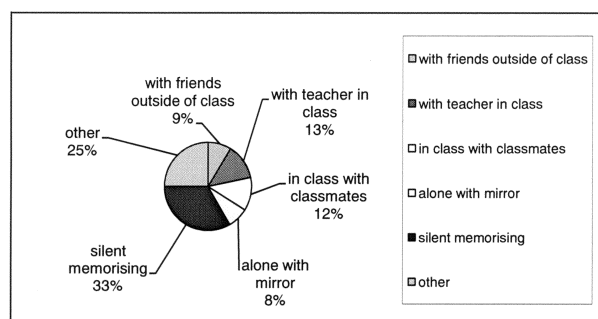 with friends
outside of class
9%
with teacher in
class
13%
in class with
classmates
12%
alone with
mirror
8%
silent
memorising
33%
other
25%
with friends outside of class
with teacher in class
in class with classmates
alone with mirror
silent memorising
other